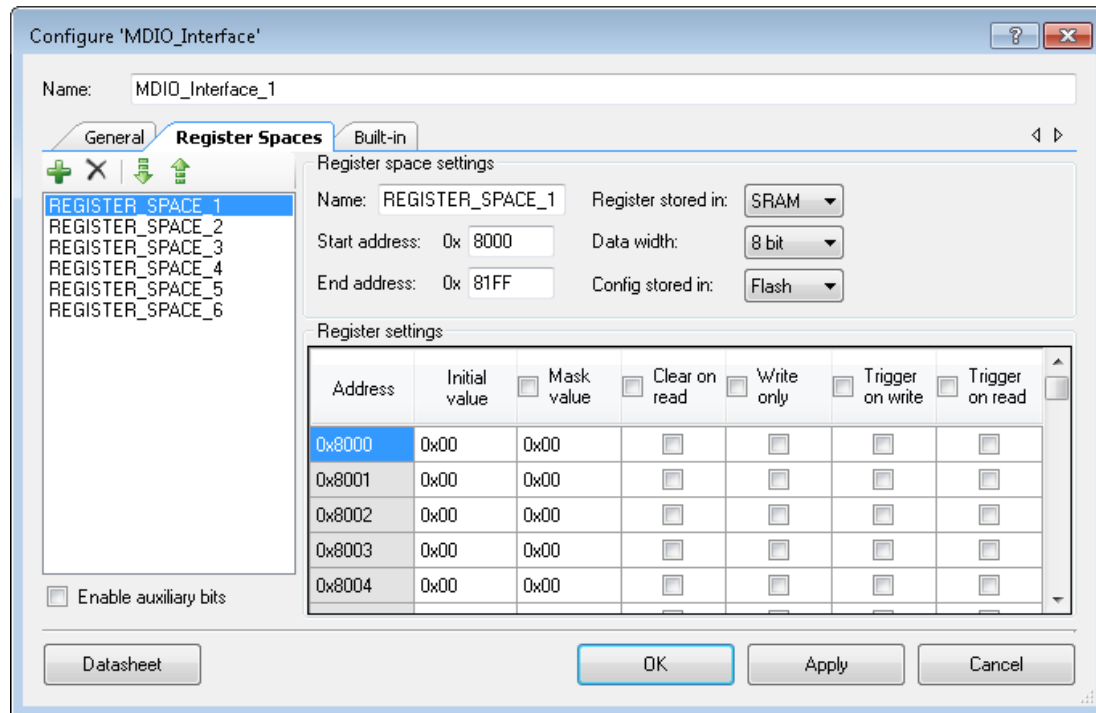 Configure 'MDIO_Interface'
Name: MDIO_Interface_1
General Register Spaces Built-in
REGISTER_SPACE_1
REGISTER_SPACE_2
REGISTER_SPACE_3
REGISTER_SPACE_4
REGISTER_SPACE_5
REGISTER_SPACE_6
Enable auxiliary bits
Register space settings
Name: REGISTER_SPACE_1 Register stored in: SRAM
Start address: 0x 8000 Data width: 8 bit
End address: 0x 81FF Config stored in: Flash
Register settings
Address Initial value Mask value Clear on read Write only Trigger on write Trigger on read
0x8000 0x00 0x00
0x8001 0x00 0x00
0x8002 0x00 0x00
0x8003 0x00 0x00
0x8004 0x00 0x00
Datasheet OK Apply Cancel